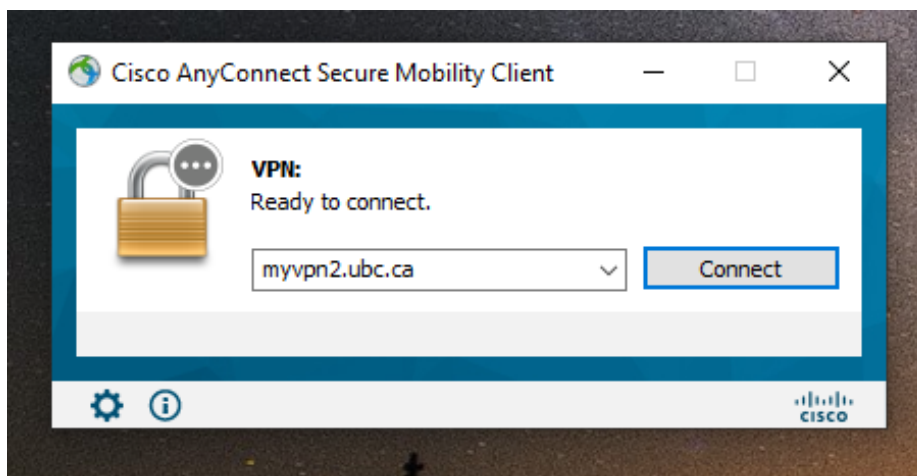 Cisco AnyConnect Secure Mobility Client
VPN:
Ready to connect.
myvpn2.ubc.ca
Connect
cisco